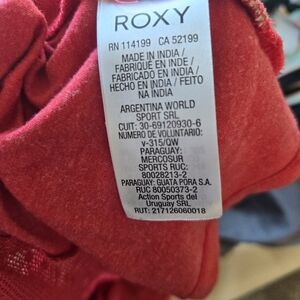 ROXY
RN 114199 CA 52199
MADE IN INDIA /
FABRIQUÉ EN INDE /
FABRICADO EN INDIA /
HECHO EN INDIA / FEITO
NA INDIA
ARGENTINA WORLD
SPORT SRL
CUIT: 30-69120930-6
NUMERO DE VOLUNTARIO:
v-315/QW
PARAGUAY:
MERCOSUR
SPORTS RUC:
80028213-2
PARAGUAY: GUATA PORA S.A.
RUC 80050373-2
Action Sports del
Uruguay SRL
RUT: 217126060018